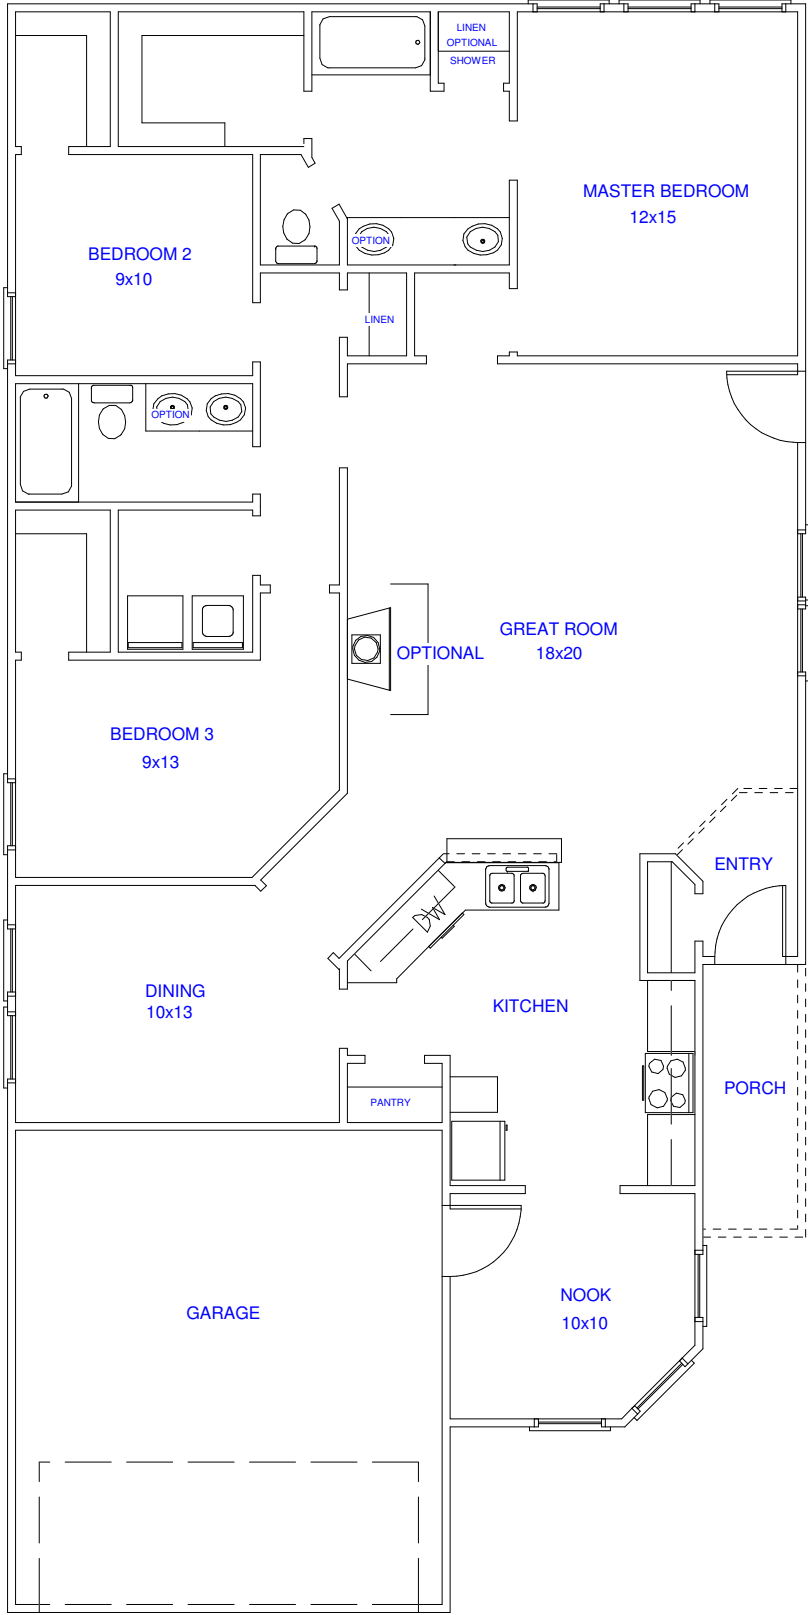 LINEN
OPTIONAL
SHOWER
MASTER BEDROOM
12x15
BEDROOM 2
9x10
OPTION
LINEN
OPTION
GREAT ROOM
18x20
OPTIONAL
BEDROOM 3
9x13
ENTRY
DW
DINING
10x13
KITCHEN
PORCH
PANTRY
NOOK
10x10
GARAGE